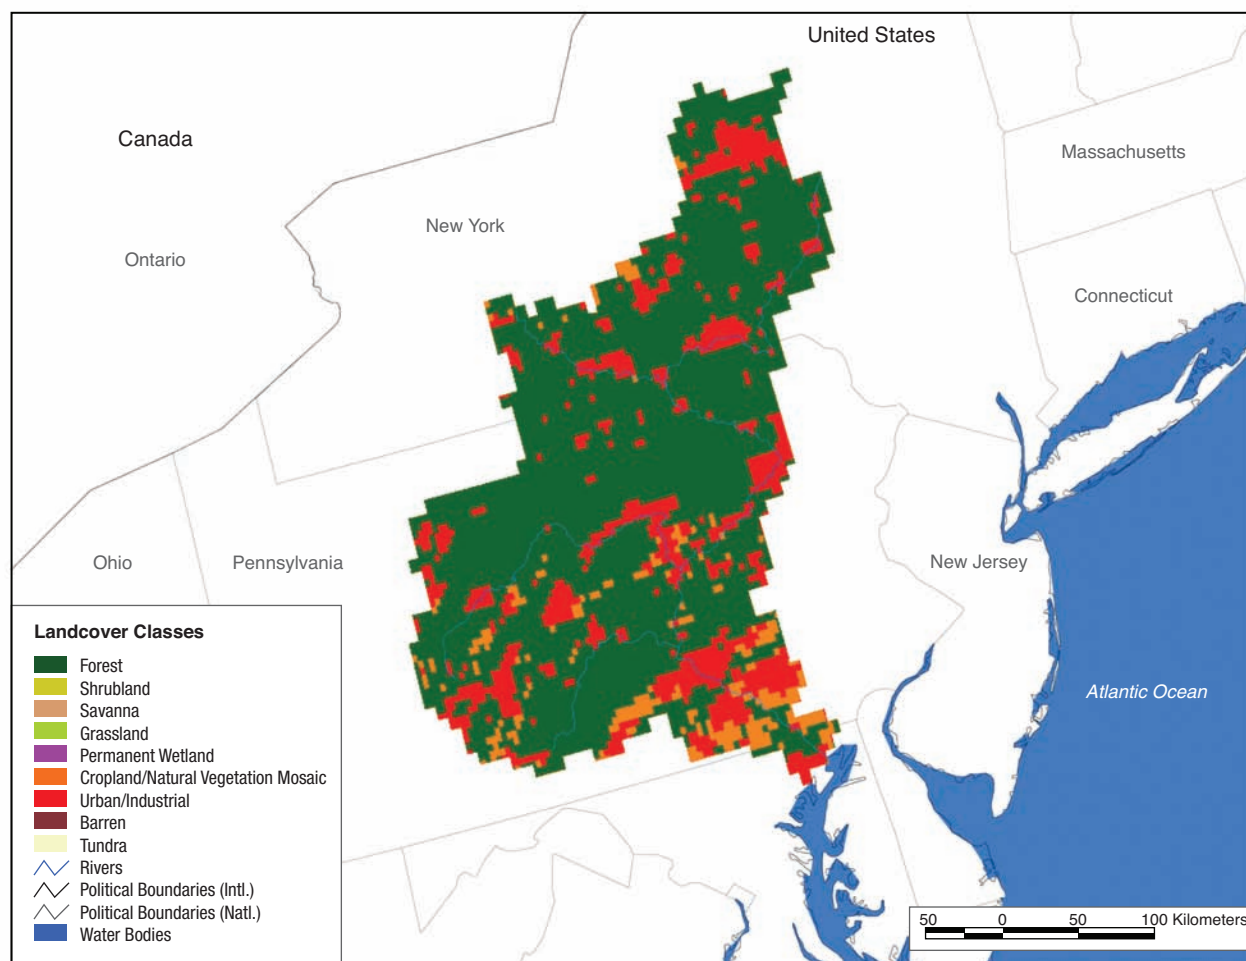 United States
Canada
Massachusetts
New York
Ontario
Connecticut
Ohio
Pennsylvania
New Jersey
Atlantic Ocean
Landcover Classes
Forest
Shrubland
Savanna
Grassland
Permanent Wetland
Cropland/Natural Vegetation Mosaic
Urban/Industrial
Barren
Tundra
Rivers
Political Boundaries (Intl.)
Political Boundaries (Natl.)
Water Bodies
50 0 50 100 Kilometers